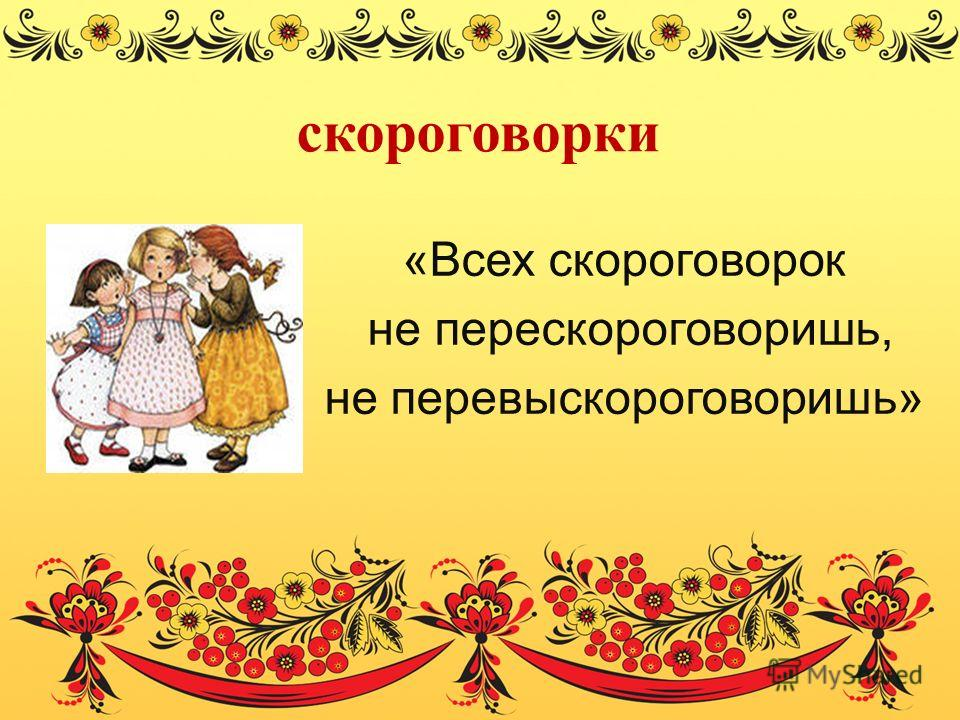 скороговорки
«Всех скороговорок
не перескороговоришь,
не перевыскороговоришь»
MyShared